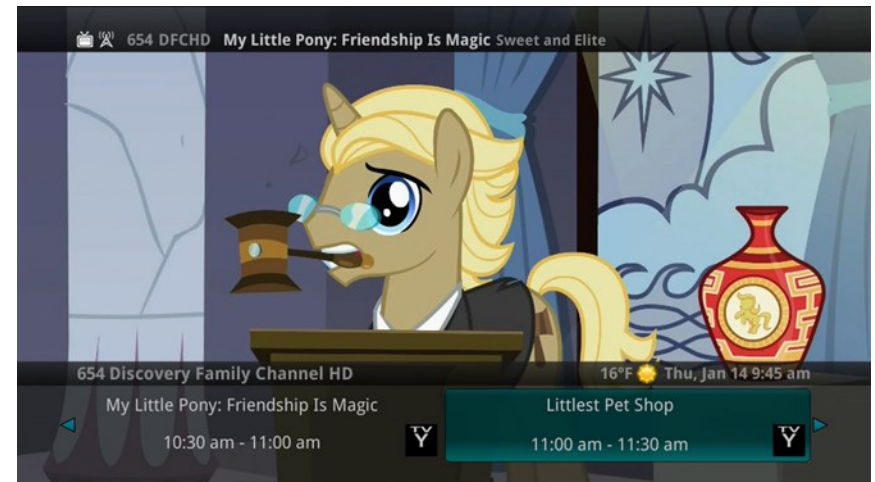 654 DFCHD My Little Pony: Friendship Is Magic Sweet and Elite
654 Discovery Family Channel HD
16°F Thu, Jan 14 9:45 am
My Little Pony: Friendship Is Magic
10:30 am - 11:00 am
TV
Y
Littlest Pet Shop
11:00 am - 11:30 am
TV
Y